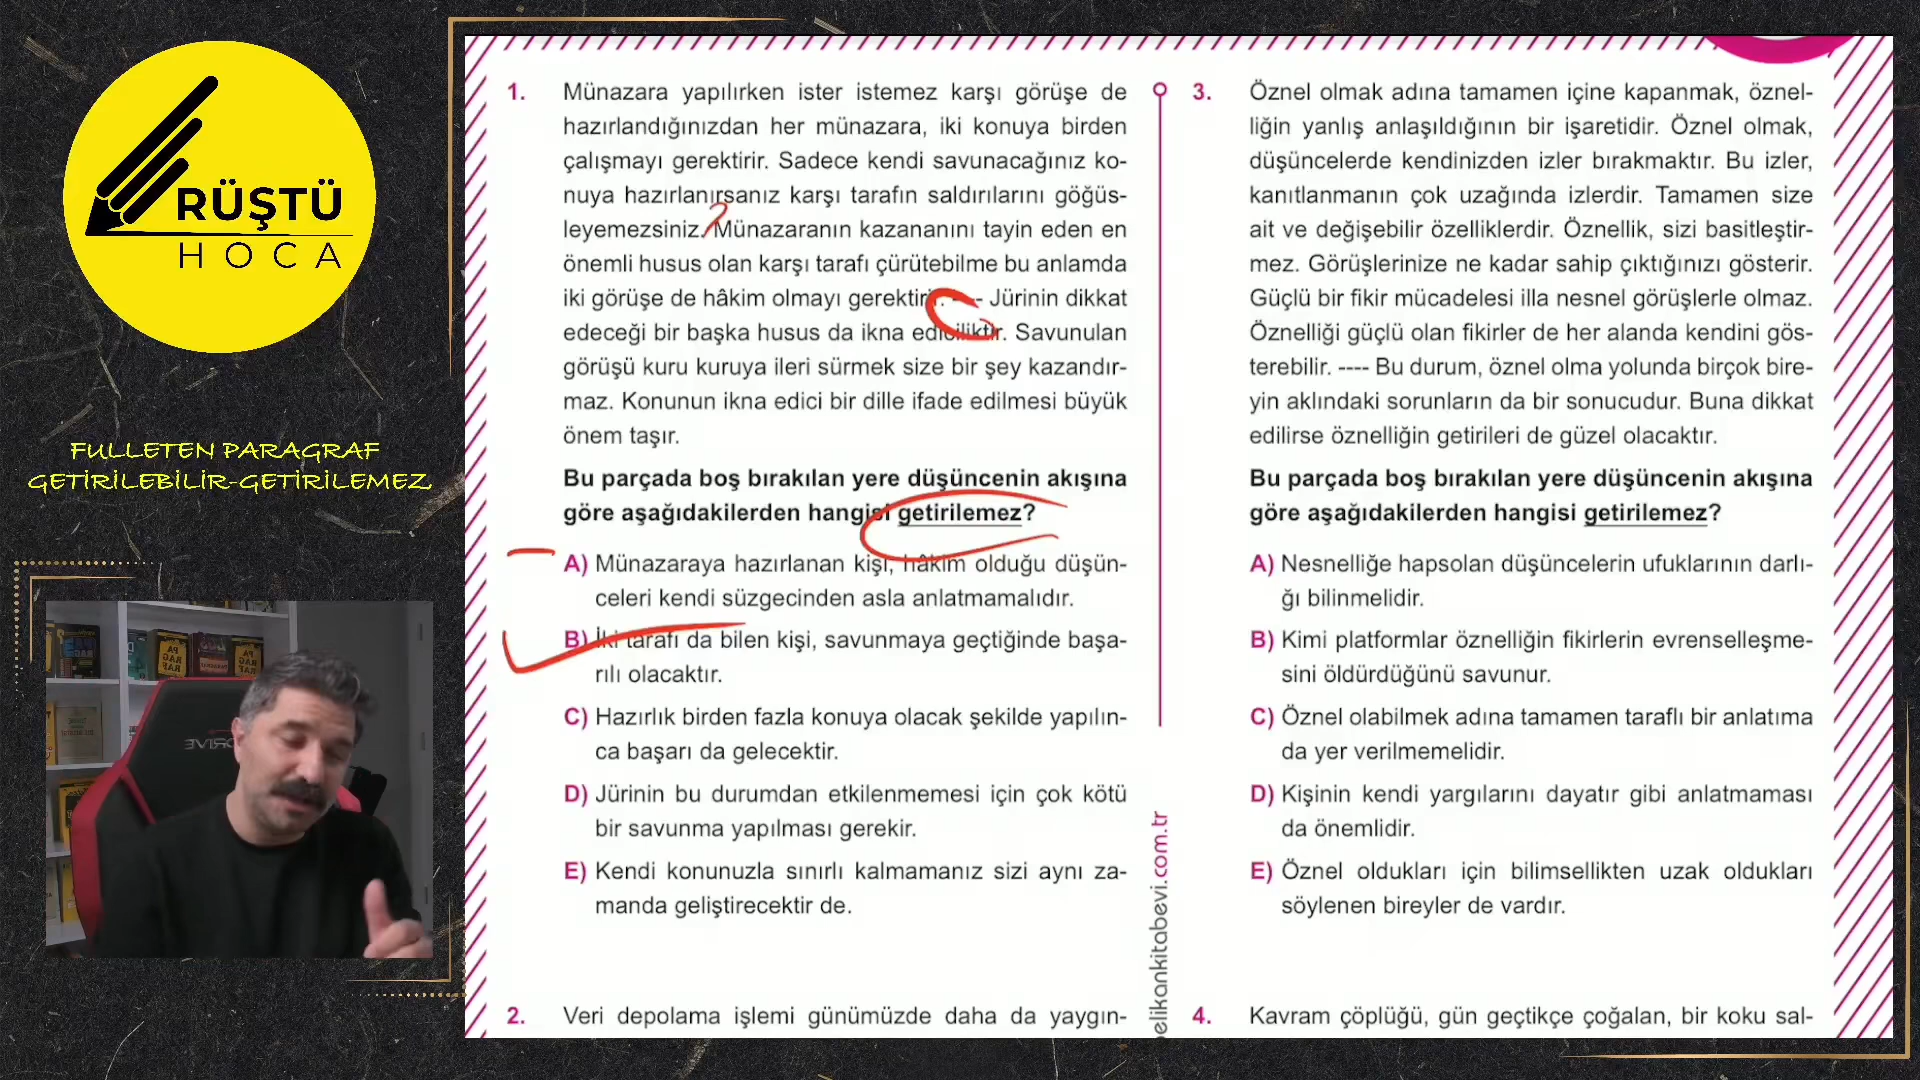 RÜŞTÜ
HOCA
FULLETEN PARAGRAF
GETİRİLEBİLİR-GETİRİLEMEZ
1. Münazara yapılırken ister istemez karşı görüşe de
hazırlandığınızdan her münazara, iki konuya birden
çalışmayı gerektirir. Sadece kendi savunacağınız ko-
nuya hazırlanırsanız karşı tarafın saldırılarını göğüs-
leyemezsiniz. Münazaranın kazananını tayin eden en
önemli husus olan karşı tarafı çürütebilme bu anlamda
iki görüşe de hâkim olmayı gerektirir. ---- Jürinin dikkat
edeceği bir başka husus da ikna ediciliktir. Savunulan
görüşü kuru kuruya ileri sürmek size bir şey kazandır-
maz. Konunun ikna edici bir dille ifade edilmesi büyük
önem taşır.
Bu parçada boş bırakılan yere düşüncenin akışına
göre aşağıdakilerden hangisi getirilemez?
A) Münazaraya hazırlanan kişi, hâkim olduğu düşün-
celeri kendi süzgecinden asla anlatmamalıdır.
B) İki tarafı da bilen kişi, savunmaya geçtiğinde başa-
rılı olacaktır.
C) Hazırlık birden fazla konuya olacak şekilde yapılın-
ca başarı da gelecektir.
D) Jürinin bu durumdan etkilenmemesi için çok kötü
bir savunma yapılması gerekir.
E) Kendi konunuzla sınırlı kalmamanız sizi aynı za-
manda geliştirecektir de.
2. Veri depolama işlemi günümüzde daha da yaygın-
elikankitabevi.com.tr
3. Öznel olmak adına tamamen içine kapanmak, öznel-
liğin yanlış anlaşıldığının bir işaretidir. Öznel olmak,
düşüncelerde kendinizden izler bırakmaktır. Bu izler,
kanıtlanmanın çok uzağında izlerdir. Tamamen size
ait ve değişebilir özelliklerdir. Öznellik, sizi basitleştir-
mez. Görüşlerinize ne kadar sahip çıktığınızı gösterir.
Güçlü bir fikir mücadelesi illa nesnel görüşlerle olmaz.
Öznelliği güçlü olan fikirler de her alanda kendini gös-
terebilir. ---- Bu durum, öznel olma yolunda birçok bire-
yin aklındaki sorunların da bir sonucudur. Buna dikkat
edilirse öznelliğin getirileri de güzel olacaktır.
Bu parçada boş bırakılan yere düşüncenin akışına
göre aşağıdakilerden hangisi getirilemez?
A) Nesnelliğe hapsolan düşüncelerin ufuklarının darlı-
ğı bilinmelidir.
B) Kimi platformlar öznelliğin fikirlerin evrenselleşme-
sini öldürdüğünü savunur.
C) Öznel olabilmek adına tamamen taraflı bir anlatıma
da yer verilmemelidir.
D) Kişinin kendi yargılarını dayatır gibi anlatmaması
da önemlidir.
E) Öznel oldukları için bilimsellikten uzak oldukları
söylenen bireyler de vardır.
4. Kavram çöplüğü, gün geçtikçe çoğalan, bir koku sal-